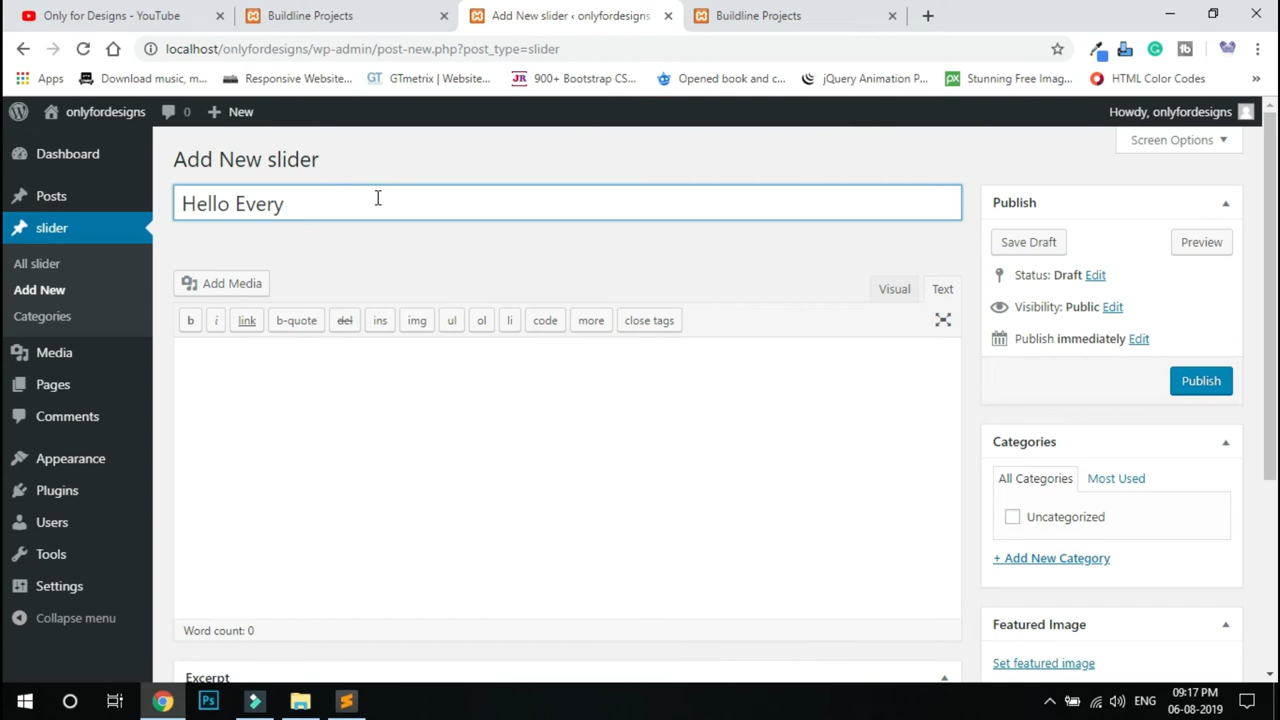 Only for Designs - YouTube
Buildline Projects
Add New slider ‹ onlyfordesigns
Buildline Projects
localhost/onlyfordesigns/wp-admin/post-new.php?post_type=slider
Apps
Download music, m...
Responsive Website...
GT
GTmetrix | Website...
JR
900+ Bootstrap CS...
Opened book and c...
jQuery Animation P...
px
Stunning Free Imag...
HTML Color Codes
onlyfordesigns
0
New
Howdy, onlyfordesigns
Screen Options
Dashboard
Posts
slider
All slider
Add New
Categories
Media
Pages
Comments
Appearance
Plugins
Users
Tools
Settings
Collapse menu
Add New slider
Hello Every
Add Media
Visual
Text
b
i
link
b-quote
del
ins
img
ul
ol
li
code
more
close tags
Word count: 0
Excerpt
Publish
Save Draft
Preview
Status: Draft Edit
Visibility: Public Edit
Publish immediately Edit
Publish
Categories
All Categories
Most Used
Uncategorized
+ Add New Category
Featured Image
Set featured image
Ps
ENG
09:17 PM
06-08-2019